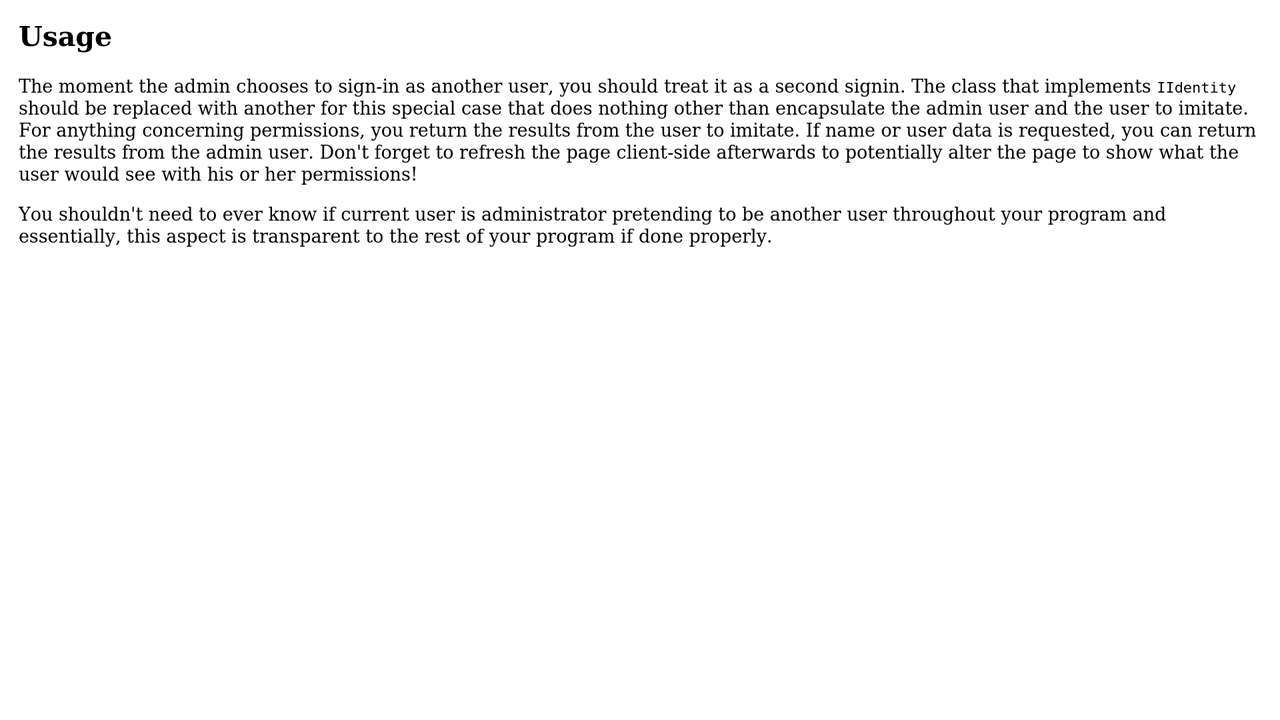 Usage
The moment the admin chooses to sign-in as another user, you should treat it as a second signin. The class that implements IIdentity
should be replaced with another for this special case that does nothing other than encapsulate the admin user and the user to imitate.
For anything concerning permissions, you return the results from the user to imitate. If name or user data is requested, you can return
the results from the admin user. Don't forget to refresh the page client-side afterwards to potentially alter the page to show what the
user would see with his or her permissions!
You shouldn't need to ever know if current user is administrator pretending to be another user throughout your program and
essentially, this aspect is transparent to the rest of your program if done properly.